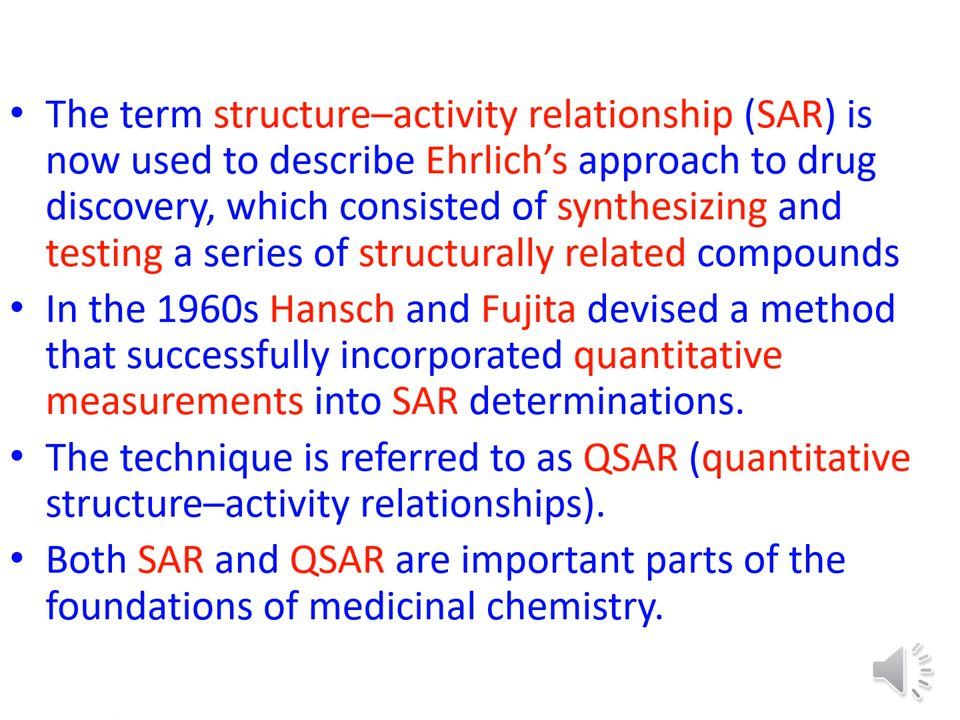 • The term structure–activity relationship (SAR) is
now used to describe Ehrlich’s approach to drug
discovery, which consisted of synthesizing and
testing a series of structurally related compounds
• In the 1960s Hansch and Fujita devised a method
that successfully incorporated quantitative
measurements into SAR determinations.
• The technique is referred to as QSAR (quantitative
structure–activity relationships).
• Both SAR and QSAR are important parts of the
foundations of medicinal chemistry.